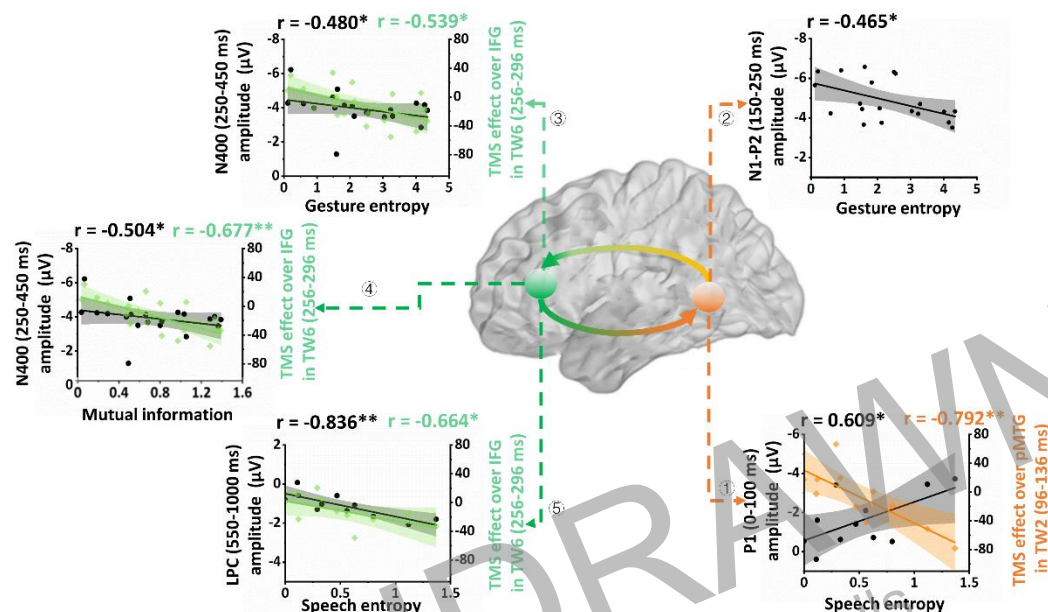 r = -0.480* r = -0.539*
N400 (250-450 ms)
amplitude (µV)
-8
-6
-4
-2
0
80
40
0
-40
-80
0 1 2 3 4 5
Gesture entropy
TMS effect over IFG
in TW6 (256-296 ms)
③
r = -0.465*
N1-P2 (150-250 ms)
amplitude (µV)
-8
-6
-4
-2
0 1 2 3 4 5
Gesture entropy
②
r = -0.504* r = -0.677**
N400 (250-450 ms)
amplitude (µV)
-8
-6
-4
-2
0
80
40
0
-40
-80
0 0.4 0.8 1.2 1.6
Mutual information
TMS effect over IFG
in TW6 (256-296 ms)
④
r = -0.836** r = -0.664*
LPC (550-1000 ms)
amplitude (µV)
2
0
-2
-4
80
40
0
-40
-80
0 0.5 1 1.5
Speech entropy
TMS effect over IFG
in TW6 (256-296 ms)
⑤
r = 0.609* r = -0.792**
P1 (0-100 ms)
amplitude (µV)
-6
-4
-2
0
80
40
0
-40
-80
0 0.5 1 1.5
Speech entropy
TMS effect over pMTG
in TW2 (96-136 ms)
①